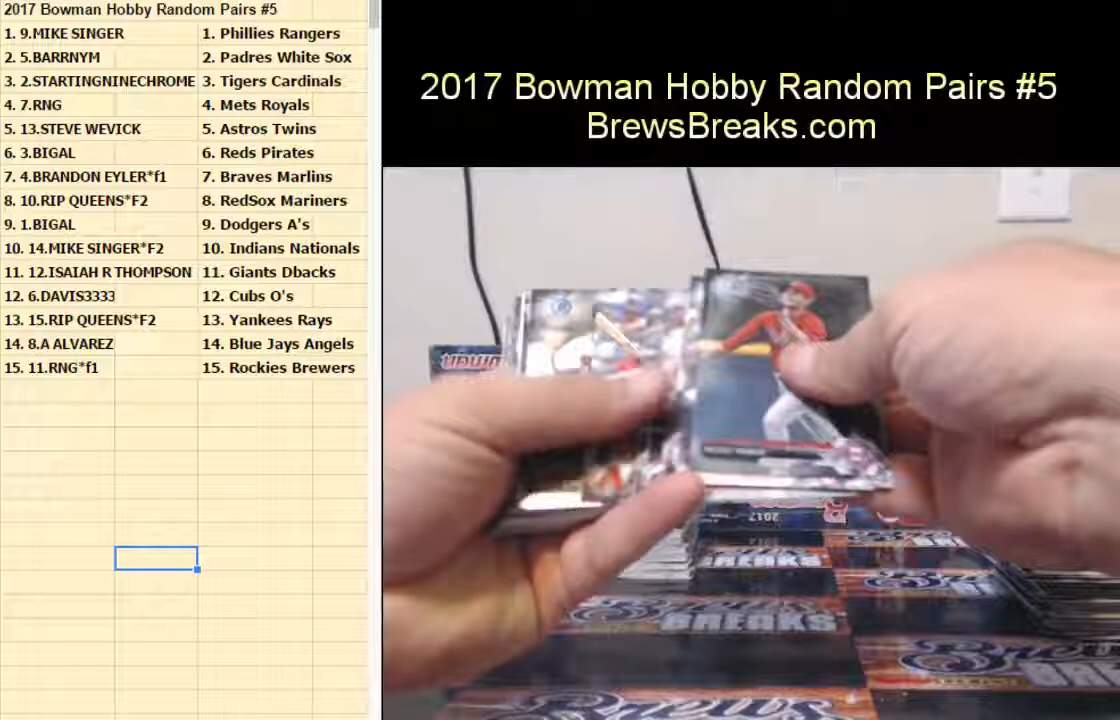 2017 Bowman Hobby Random Pairs #5
1. 9.MIKE SINGER 1. Phillies Rangers
2. 5.BARRNYM 2. Padres White Sox
3. 2.STARTINGNINECHROME 3. Tigers Cardinals
4. 7.RNG 4. Mets Royals
5. 13.STEVE WEVICK 5. Astros Twins
6. 3.BIGAL 6. Reds Pirates
7. 4.BRANDON EYLER*f1 7. Braves Marlins
8. 10.RIP QUEENS*F2 8. RedSox Mariners
9. 1.BIGAL 9. Dodgers A's
10. 14.MIKE SINGER*F2 10. Indians Nationals
11. 12.ISAIAH R THOMPSON 11. Giants Dbacks
12. 6.DAVIS3333 12. Cubs O's
13. 15.RIP QUEENS*F2 13. Yankees Rays
14. 8.A ALVAREZ 14. Blue Jays Angels
15. 11.RNG*f1 15. Rockies Brewers
2017 Bowman Hobby Random Pairs #5
BrewsBreaks.com
2017
BREAKS
Brews
BREAKS
Brews
BREAKS
Brews